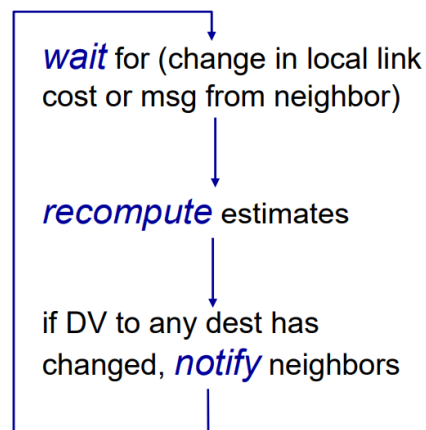 wait for (change in local link
cost or msg from neighbor)
recompute estimates
if DV to any dest has
changed, notify neighbors